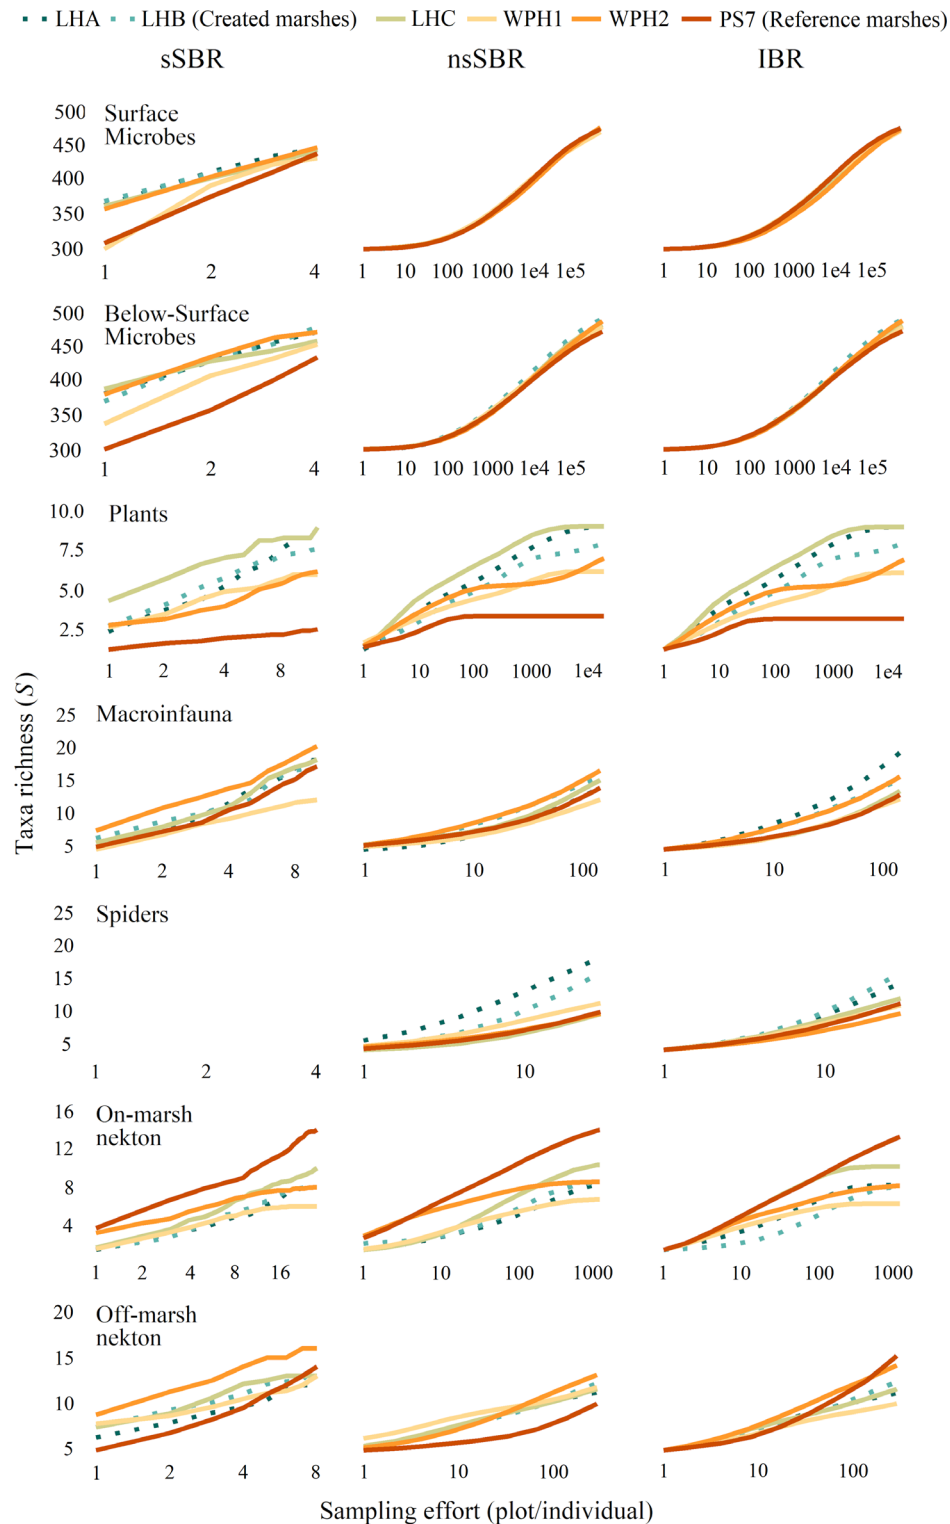 LHA LHB (Created marshes) LHC WPH1 WPH2 PS7 (Reference marshes)
sSBR nsSBR IBR
Taxa richness (S)
Surface
Microbes
500
450
400
350
300
1 2 4
1 10 100 1000 1e4 1e5
1 10 100 1000 1e4 1e5
Below-Surface
Microbes
500
450
400
350
300
1 2 4
1 10 100 1000 1e4 1e5
1 10 100 1000 1e4 1e5
Plants
10.0
7.5
5.0
2.5
1 2 4 8
1 10 100 1000 1e4
1 10 100 1000 1e4
Macroinfauna
25
20
15
10
5
1 2 4 8
1 10 100
1 10 100
Spiders
25
20
15
10
5
1 2 4
1 10
1 10
On-marsh
nekton
16
12
8
4
1 2 4 8 16
1 10 100 1000
1 10 100 1000
Off-marsh
nekton
20
15
10
5
1 2 4 8
1 10 100
1 10 100
Sampling effort (plot/individual)